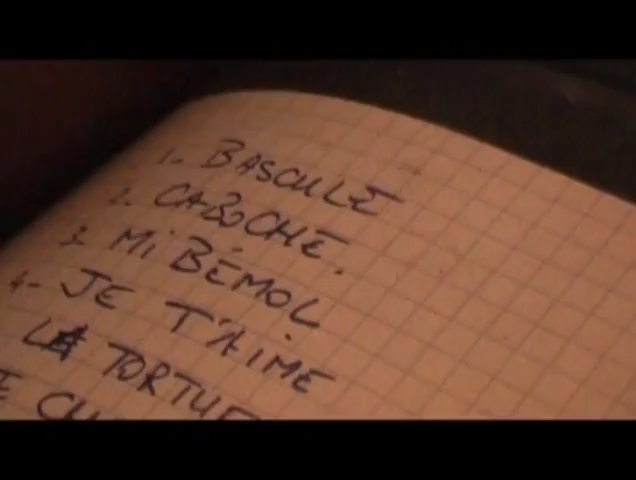 1- BASCULE
2. CABOCHE.
3. MI BÉMOL
4- JE T'AIME
LA TORTUE